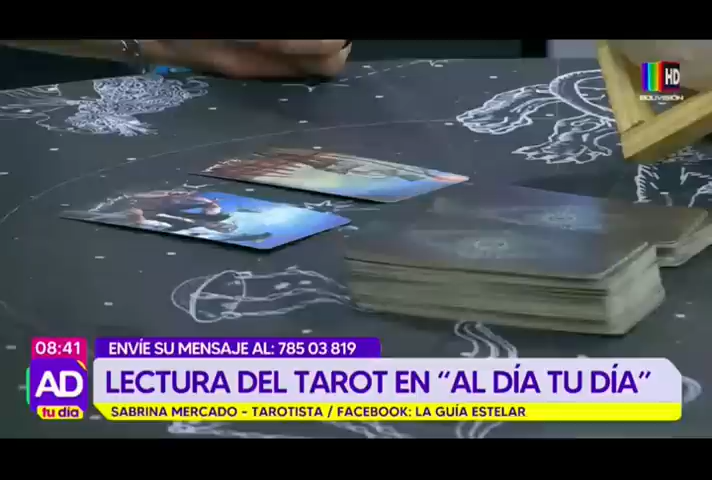 HD
BOLIVISIÓN
08:41
ENVÍE SU MENSAJE AL: 785 03 819
AD
tu día
LECTURA DEL TAROT EN “AL DÍA TU DÍA”
SABRINA MERCADO - TAROTISTA / FACEBOOK: LA GUÍA ESTELAR